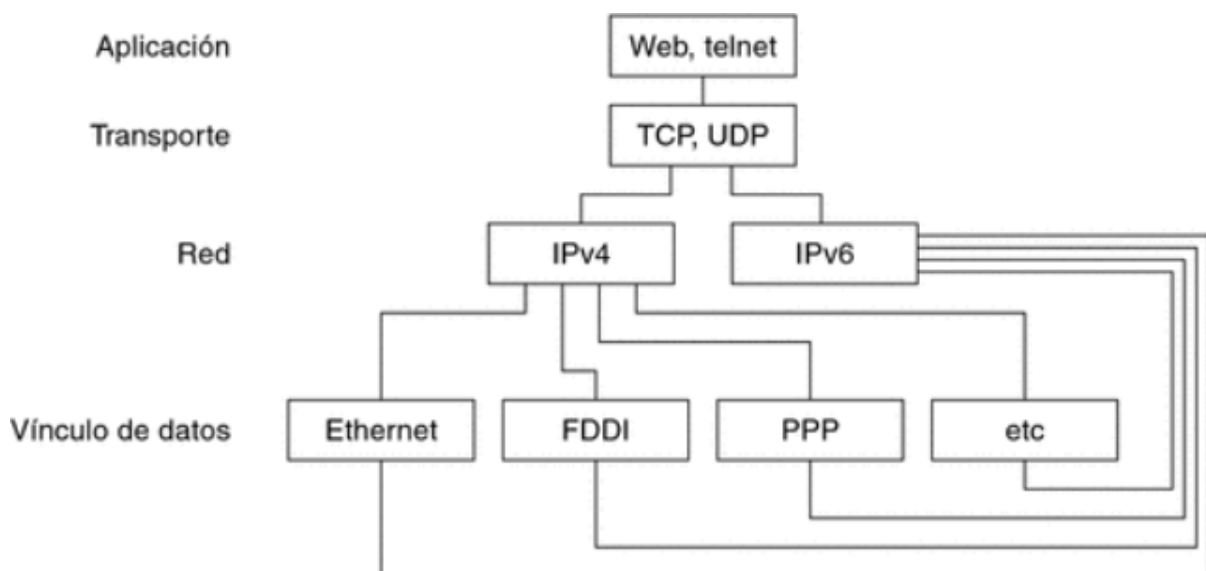 Aplicación
Web, telnet
Transporte
TCP, UDP
Red
IPv4
IPv6
Vínculo de datos
Ethernet
FDDI
PPP
etc